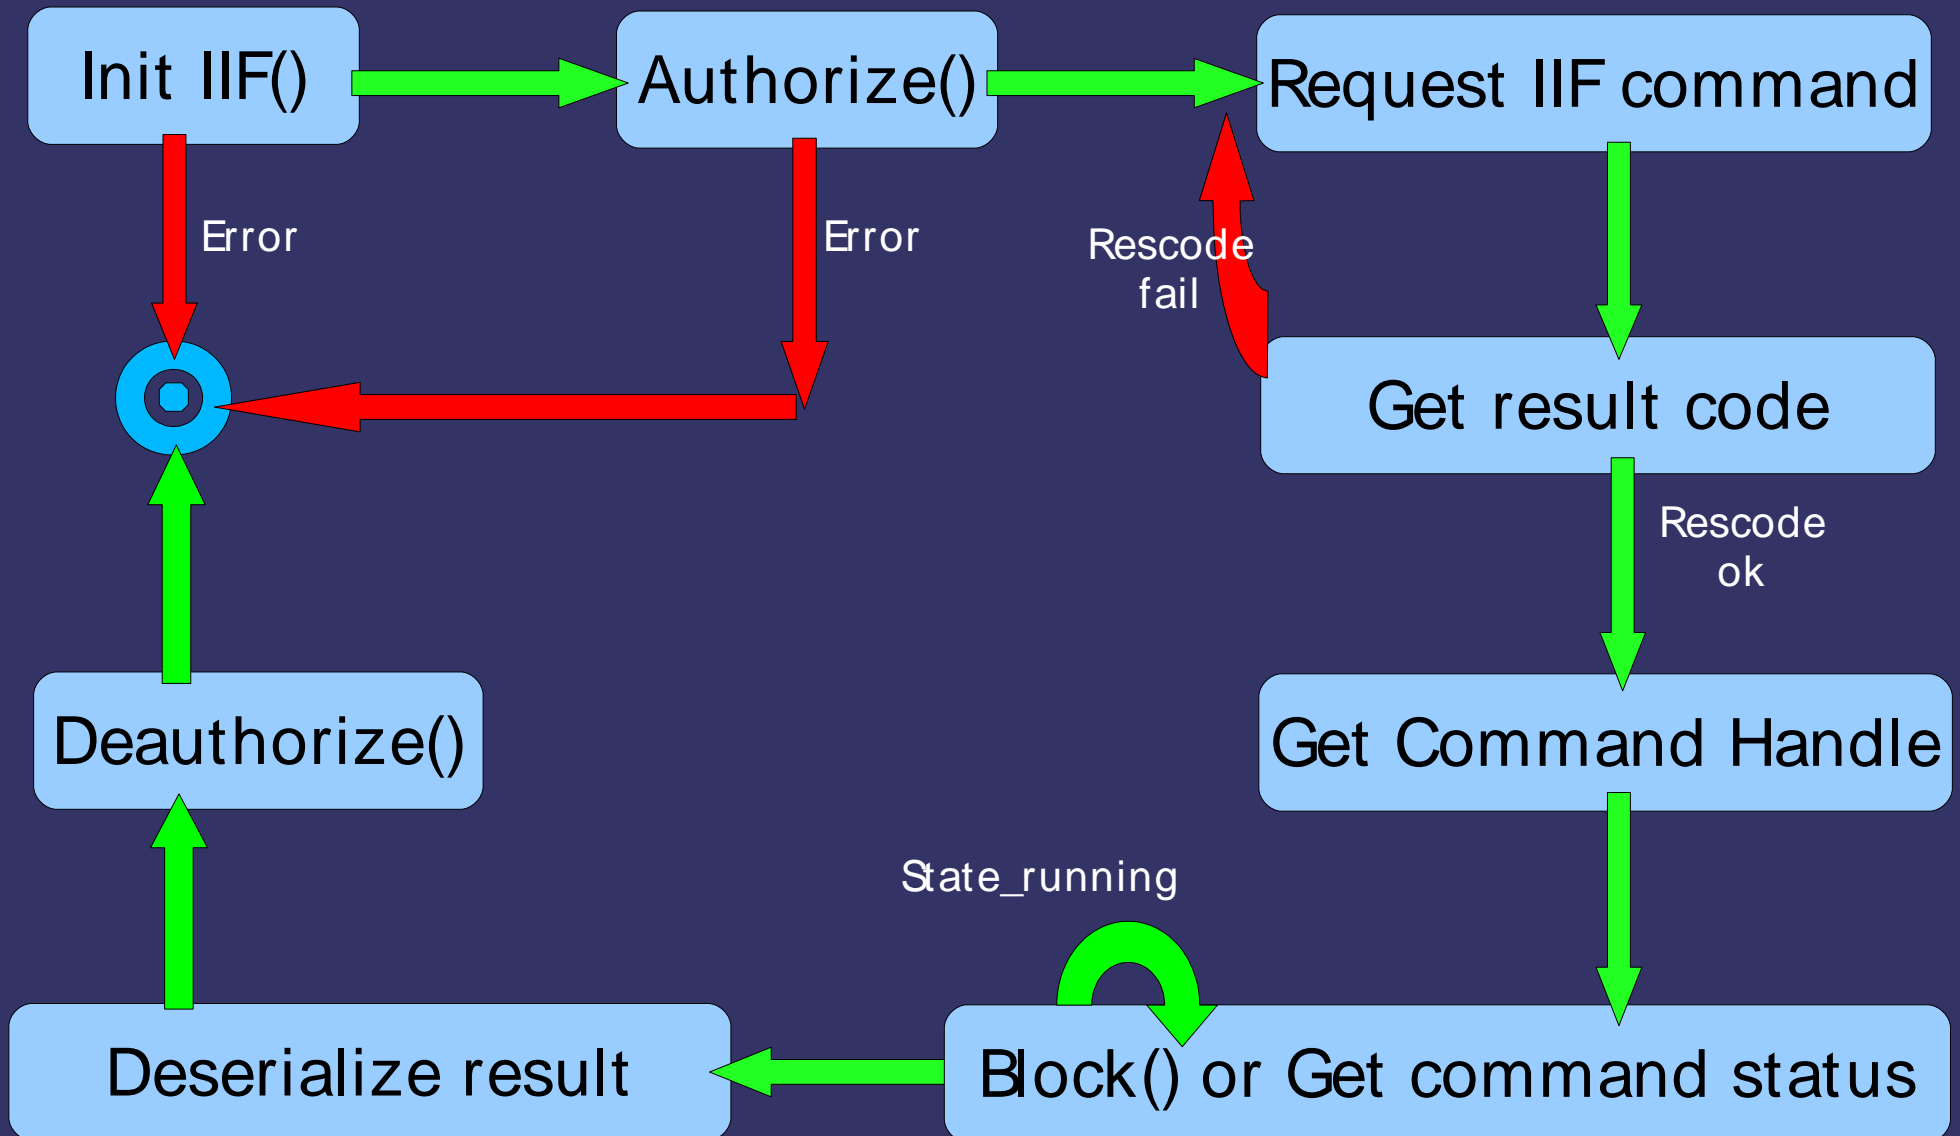 Init IIF()
Authorize()
Request IIF command
Error
Error
Rescode
fail
Get result code
Rescode
ok
Deauthorize()
Get Command Handle
State_running
Deserialize result
Block() or Get command status